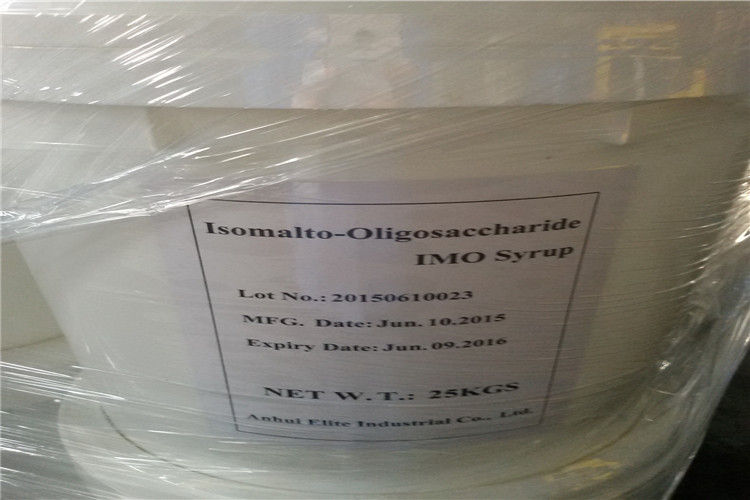 Isomalto-Oligosaccharide
IMO Syrup
Lot No.: 20150610023
MFG. Date: Jun. 10.2015
Expiry Date: Jun. 09.2016
NET W.T.: 25KGS
Anhui Elite Industrial Co.. Ltd.